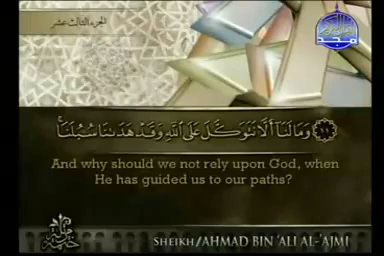 الجزء الثالث عشر
مجد
وَمَا لَنَا أَلَّا نَتَوَكَّلَ عَلَى اللَّهِ وَقَدْ هَدَانَا سُبُلَنَا
And why should we not rely upon God, when
He has guided us to our paths?
SHEIKH/AHMAD BIN 'ALI AL-'AJMI